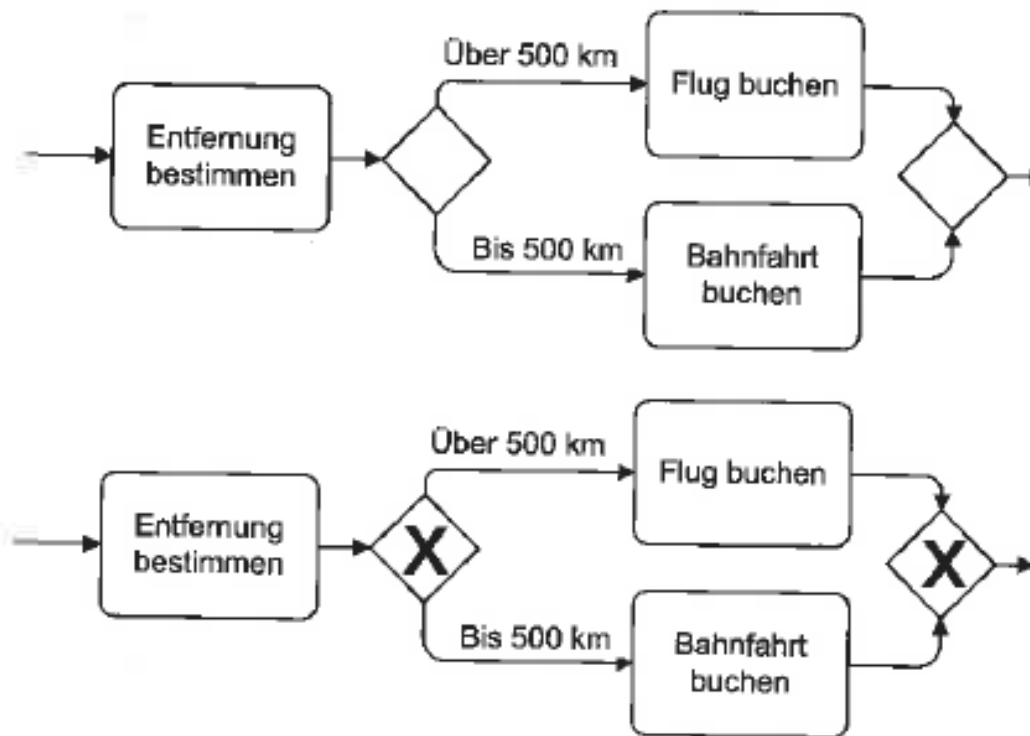 Über 500 km
Flug buchen
Entfernung
bestimmen
Bis 500 km
Bahnfahrt
buchen
Über 500 km
Flug buchen
Entfernung
bestimmen
X
X
Bis 500 km
Bahnfahrt
buchen